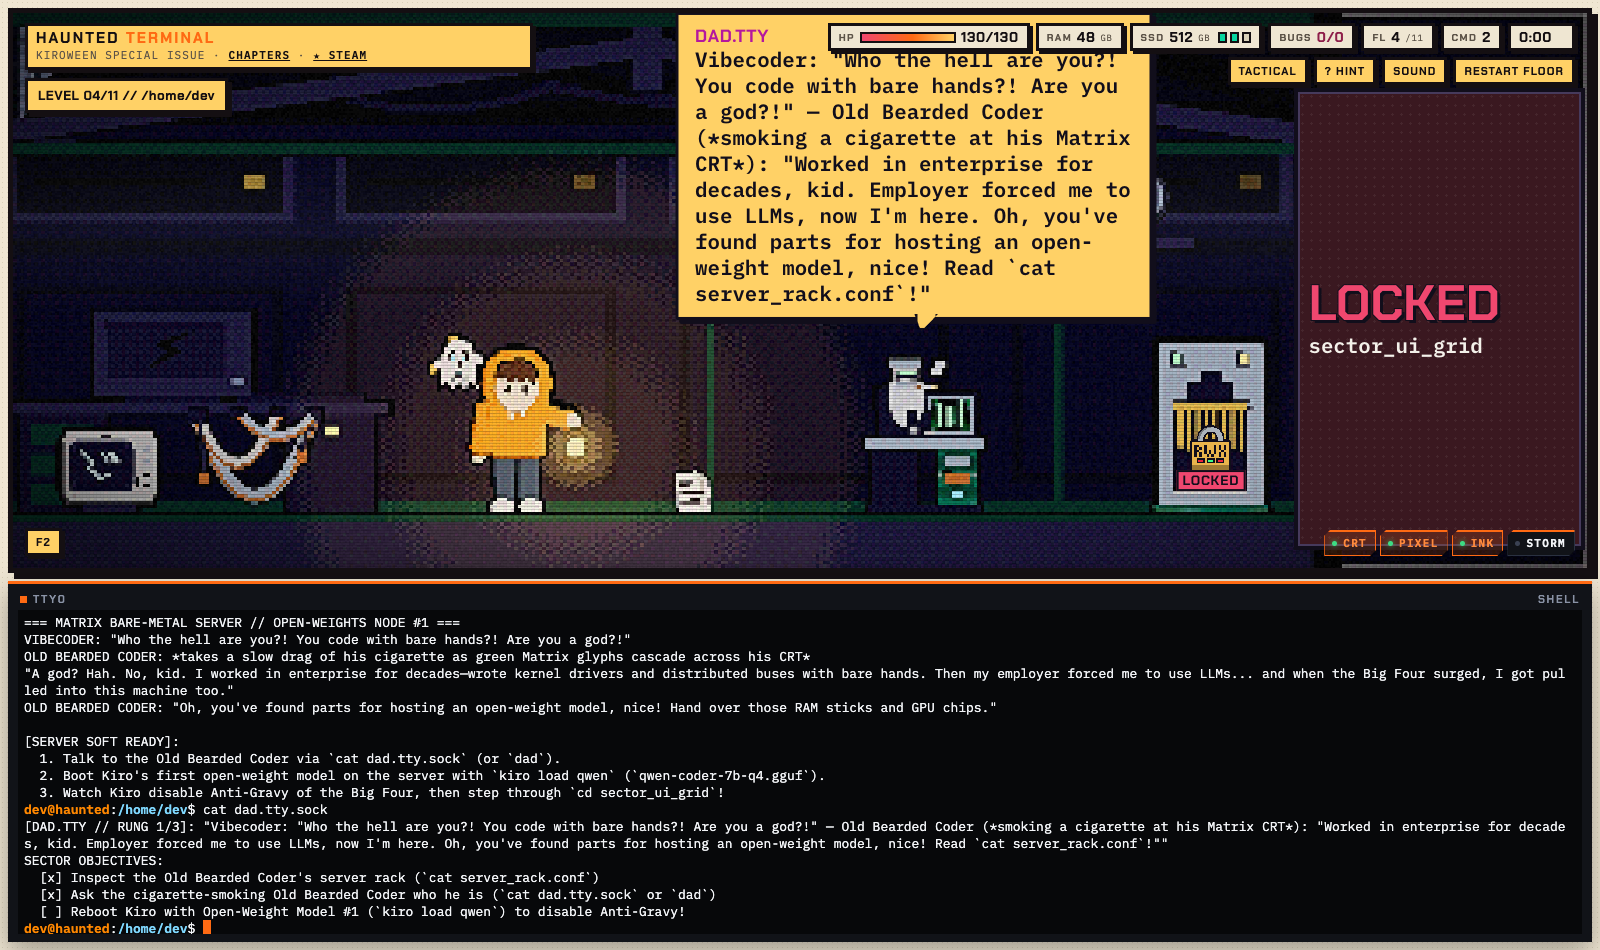 HAUNTED TERMINAL
KIROWEEN SPECIAL ISSUE · CHAPTERS · ★ STEAM
LEVEL 04/11 // /home/dev
HP 130/130
RAM 48 GB
SSD 512 GB
BUGS 0/0
FL 4 /11
CMD 2
0:00
TACTICAL
? HINT
SOUND
RESTART FLOOR
DAD.TTY
Vibecoder: "Who the hell are you?!
You code with bare hands?! Are you
a god?!" — Old Bearded Coder
(*smoking a cigarette at his Matrix
CRT*): "Worked in enterprise for
decades, kid. Employer forced me to
use LLMs, now I'm here. Oh, you've
found parts for hosting an open-
weight model, nice! Read `cat
server_rack.conf`!"
LOCKED
sector_ui_grid
RWX
LOCKED
F2
CRT
PIXEL
INK
STORM
TTY0
SHELL
=== MATRIX BARE-METAL SERVER // OPEN-WEIGHTS NODE #1 ===
VIBECODER: "Who the hell are you?! You code with bare hands?! Are you a god?!"
OLD BEARDED CODER: *takes a slow drag of his cigarette as green Matrix glyphs cascade across his CRT*
"A god? Hah. No, kid. I worked in enterprise for decades—wrote kernel drivers and distributed buses with bare hands. Then my employer forced me to use LLMs... and when the Big Four surged, I got pul
led into this machine too."
OLD BEARDED CODER: "Oh, you've found parts for hosting an open-weight model, nice! Hand over those RAM sticks and GPU chips."
[SERVER SOFT READY]:
1. Talk to the Old Bearded Coder via `cat dad.tty.sock` (or `dad`).
2. Boot Kiro's first open-weight model on the server with `kiro load qwen` (`qwen-coder-7b-q4.gguf`).
3. Watch Kiro disable Anti-Gravy of the Big Four, then step through `cd sector_ui_grid`!
dev@haunted:/home/dev$ cat dad.tty.sock
[DAD.TTY // RUNG 1/3]: "Vibecoder: "Who the hell are you?! You code with bare hands?! Are you a god?!" — Old Bearded Coder (*smoking a cigarette at his Matrix CRT*): "Worked in enterprise for decade
s, kid. Employer forced me to use LLMs, now I'm here. Oh, you've found parts for hosting an open-weight model, nice! Read `cat server_rack.conf`!""
SECTOR OBJECTIVES:
[x] Inspect the Old Bearded Coder's server rack (`cat server_rack.conf`)
[x] Ask the cigarette-smoking Old Bearded Coder who he is (`cat dad.tty.sock` or `dad`)
[ ] Reboot Kiro with Open-Weight Model #1 (`kiro load qwen`) to disable Anti-Gravy!
dev@haunted:/home/dev$